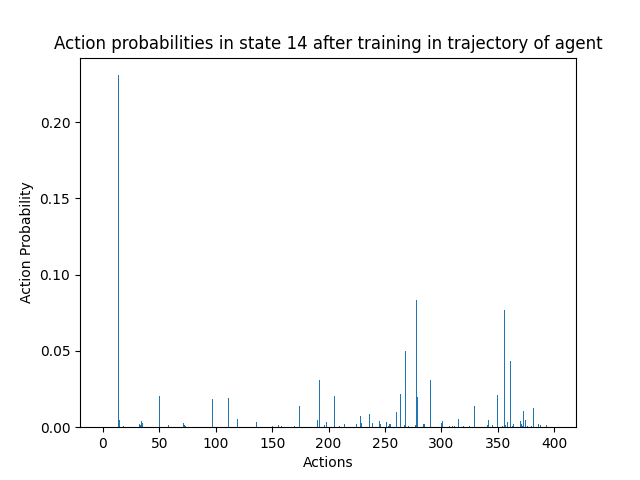 Action probabilities in state 14 after training in trajectory of agent
0.20
0.15
0.10
0.05
0.00
Action Probability
0 50 100 150 200 250 300 350 400
Actions